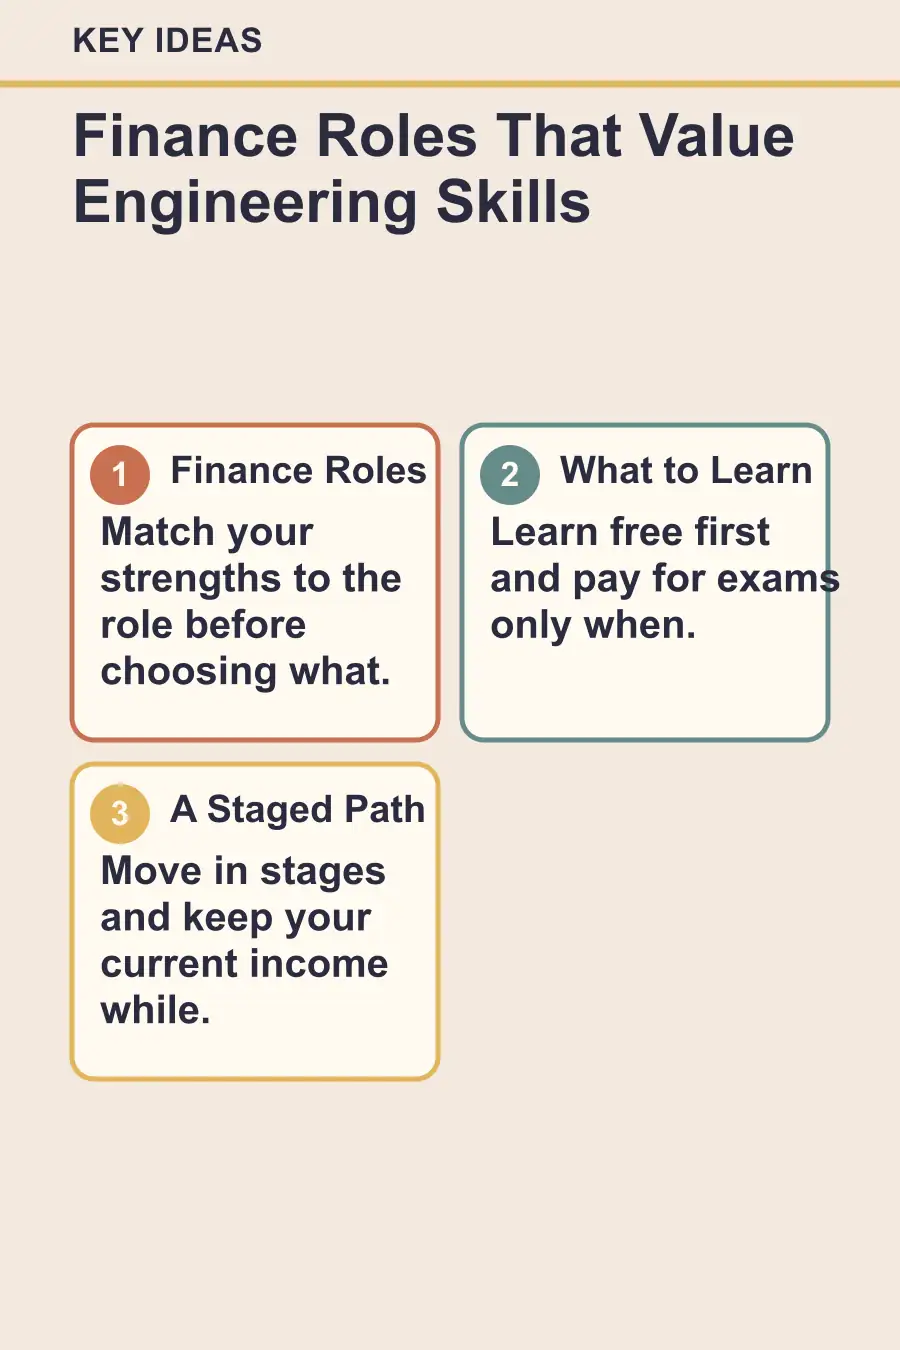 KEY IDEAS
Finance Roles That Value
Engineering Skills
1 Finance Roles
Match your
strengths to the
role before
choosing what.
2 What to Learn
Learn free first
and pay for exams
only when.
3 A Staged Path
Move in stages
and keep your
current income
while.